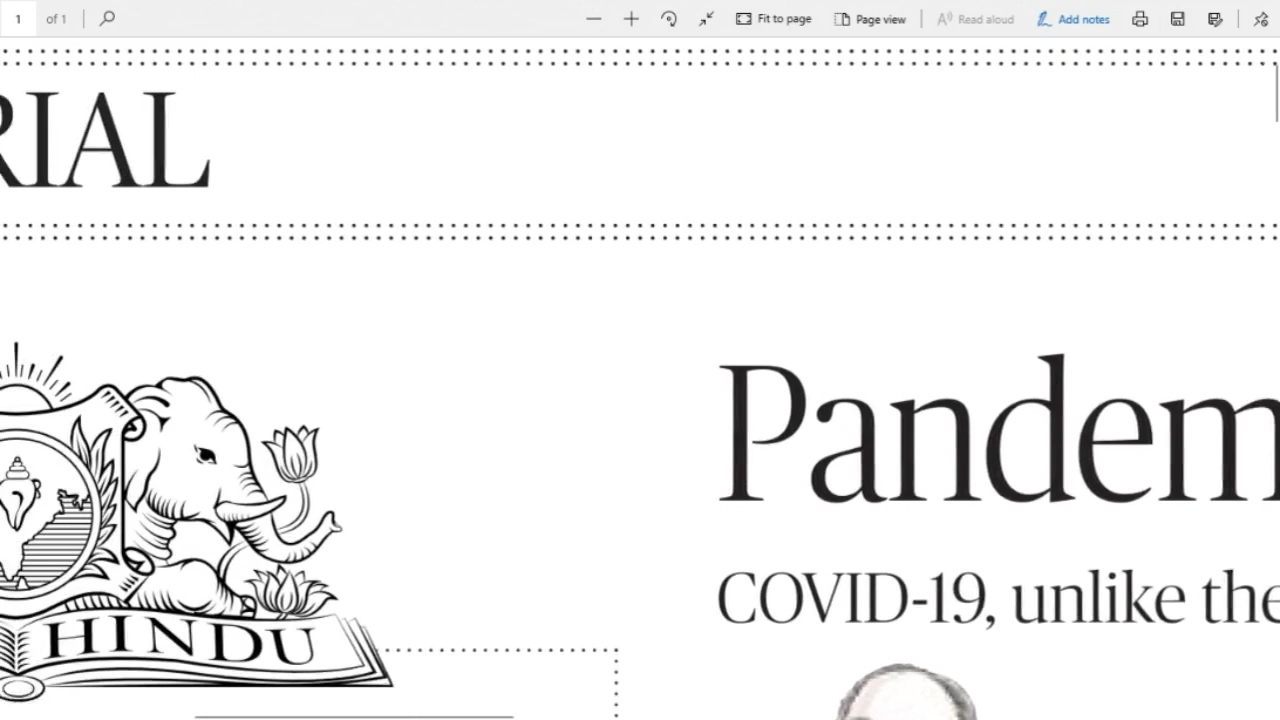 1 of 1 Fit to page Page view Read aloud Add notes
RIAL
Pandem
COVID-19, unlike the
HINDU